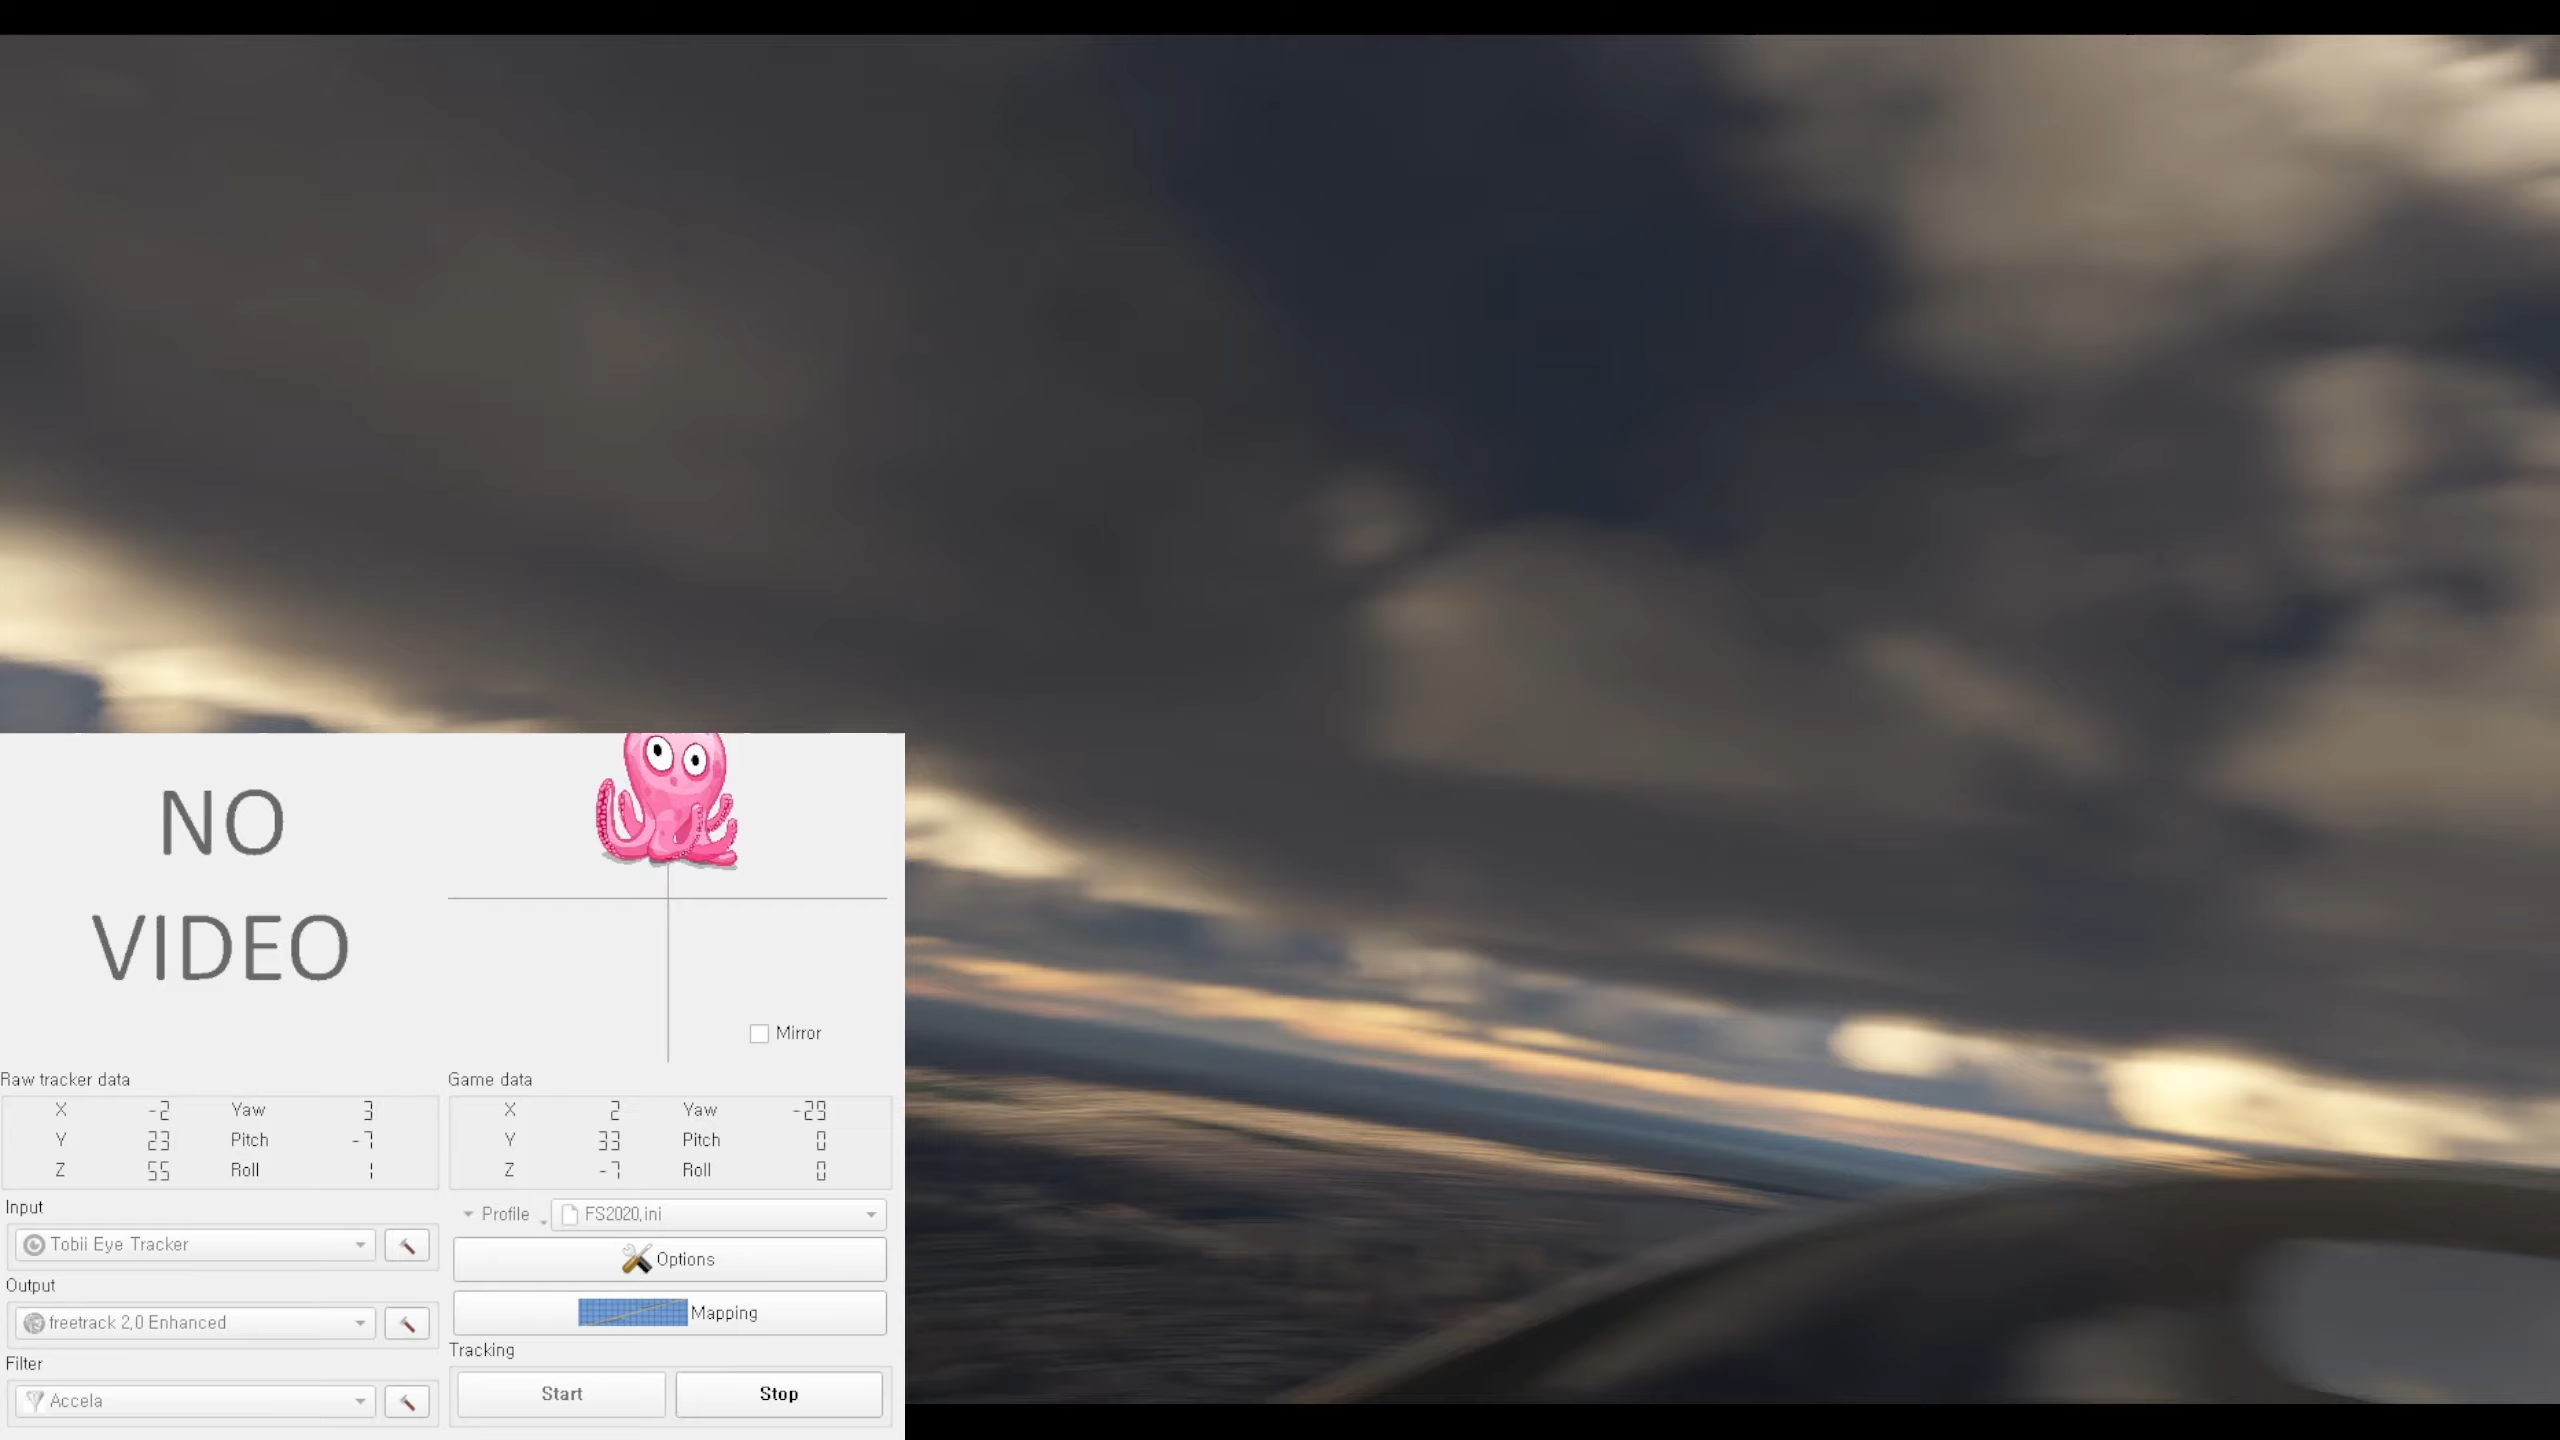 NO
VIDEO
Mirror
Raw tracker data
X -2 Yaw 3
Y 23 Pitch -7
Z 55 Roll 1
Game data
X 2 Yaw -29
Y 33 Pitch 0
Z -7 Roll 0
Input
Tobii Eye Tracker
Output
freetrack 2,0 Enhanced
Filter
Accela
Profile FS2020,ini
Options
Mapping
Tracking
Start Stop